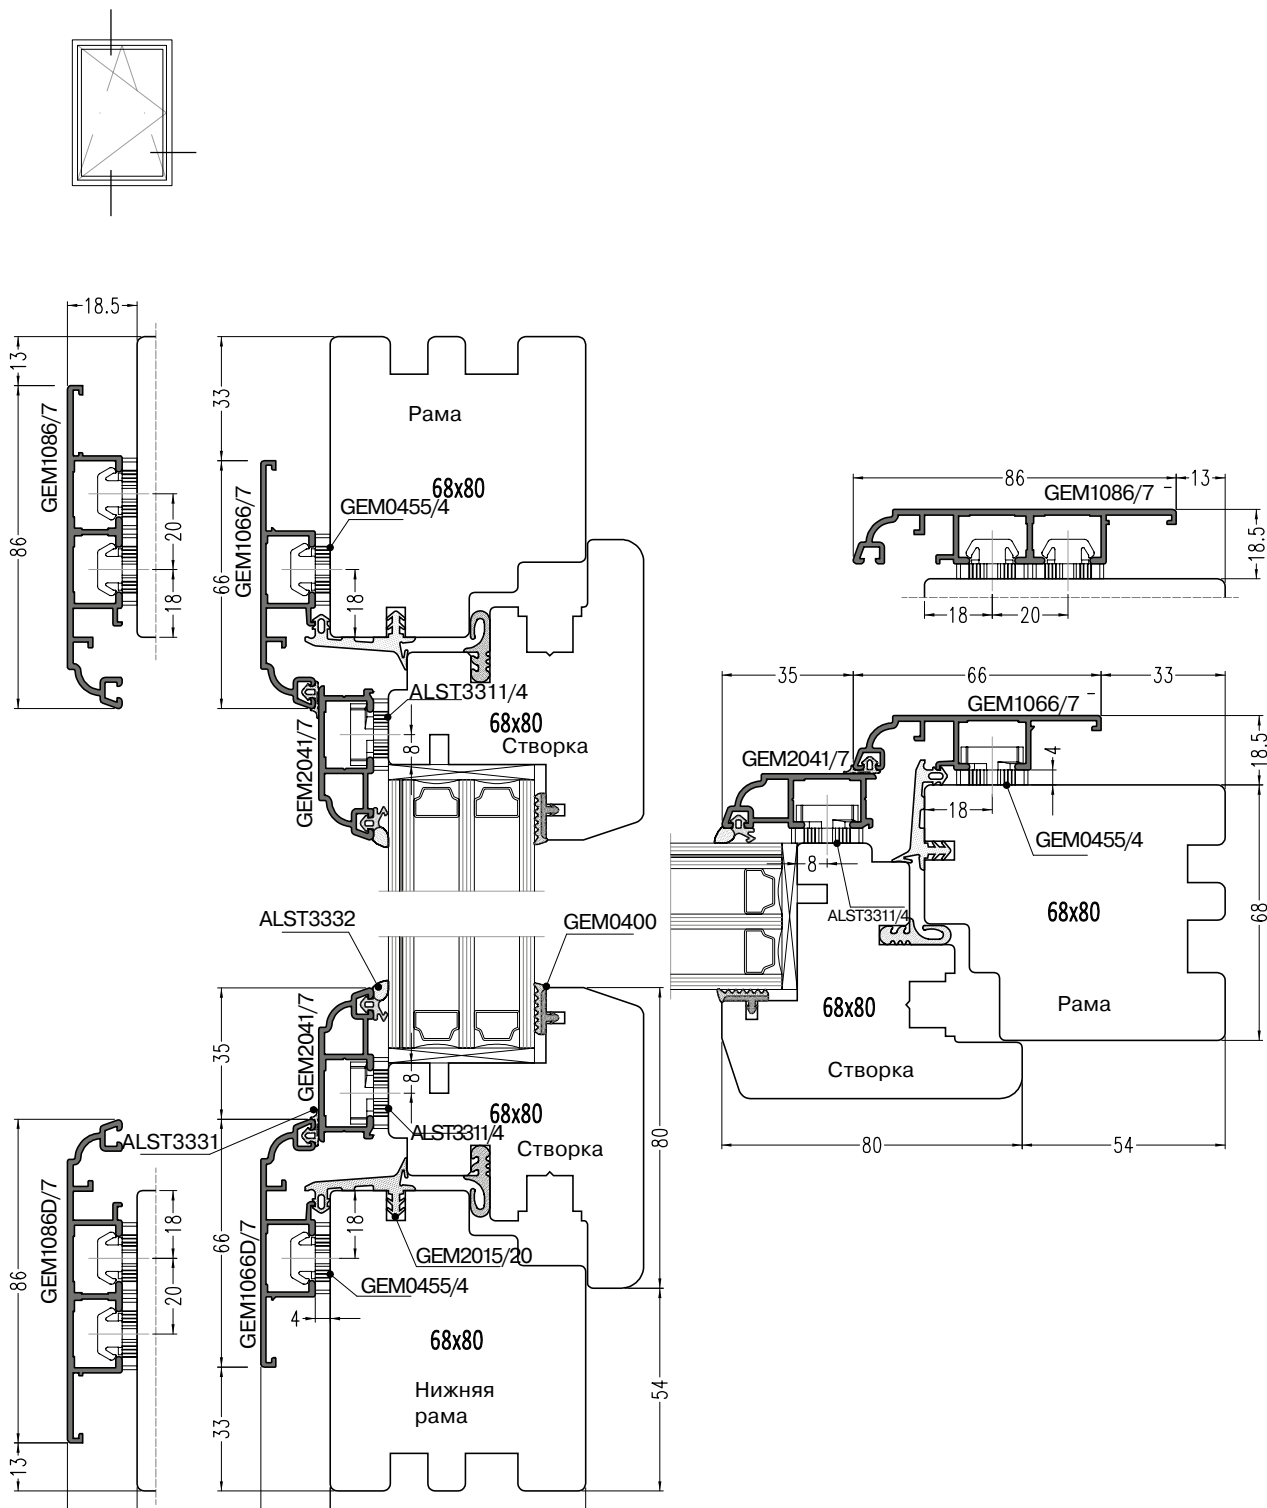 18.5
13
86
GEM1086/7
20
18
33
66
GEM1066/7
Рама
68x80
GEM0455/4
18
ALST3311/4
68x80
Створка
GEM2041/7
8
86
13
GEM1086/7
18.5
18
20
35
66
33
GEM1066/7
GEM2041/7
4
18.5
18
GEM0455/4
8
ALST3311/4
68x80
68
68x80
Рама
Створка
80
54
ALST3332
GEM0400
35
GEM2041/7
8
68x80
ALST3311/4
Створка
80
ALST3331
86
GEM1086D/7
18
20
13
66
GEM1066D/7
18
GEM2015/20
GEM0455/4
4
68x80
Нижняя
рама
54
33